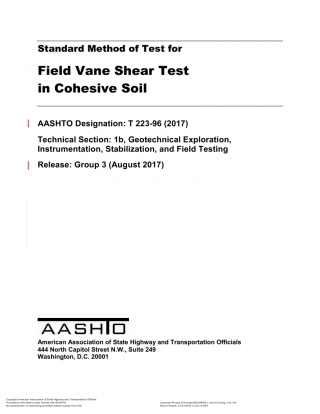 Standard Method of Test for
Field Vane Shear Test
in Cohesive Soil
AASHTO Designation: T 223-96 (2017)
Technical Section: 1b, Geotechnical Exploration,
Instrumentation, Stabilization, and Field Testing
Release: Group 3 (August 2017)
AASHTO
American Association of State Highway and Transportation Officials
444 North Capitol Street N.W., Suite 249
Washington, D.C. 20001